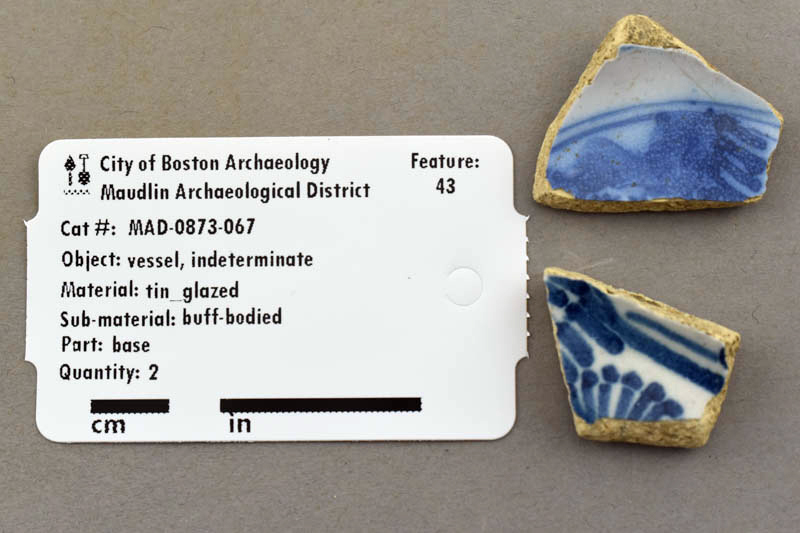 City of Boston Archaeology
Maudlin Archaeological District
Feature:
43
Cat #: MAD-0873-067
Object: vessel, indeterminate
Material: tin_glazed
Sub-material: buff-bodied
Part: base
Quantity: 2
cm
in